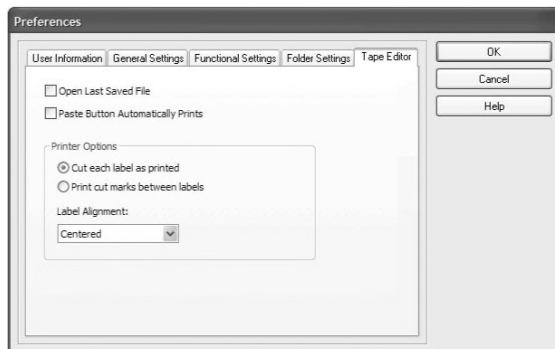 Preferences
User Information General Settings Functional Settings Folder Settings Tape Editor
OK
Cancel
Help
Open Last Saved File
Paste Button Automatically Prints
Printer Options
Cut each label as printed
Print cut marks between labels
Label Alignment:
Centered